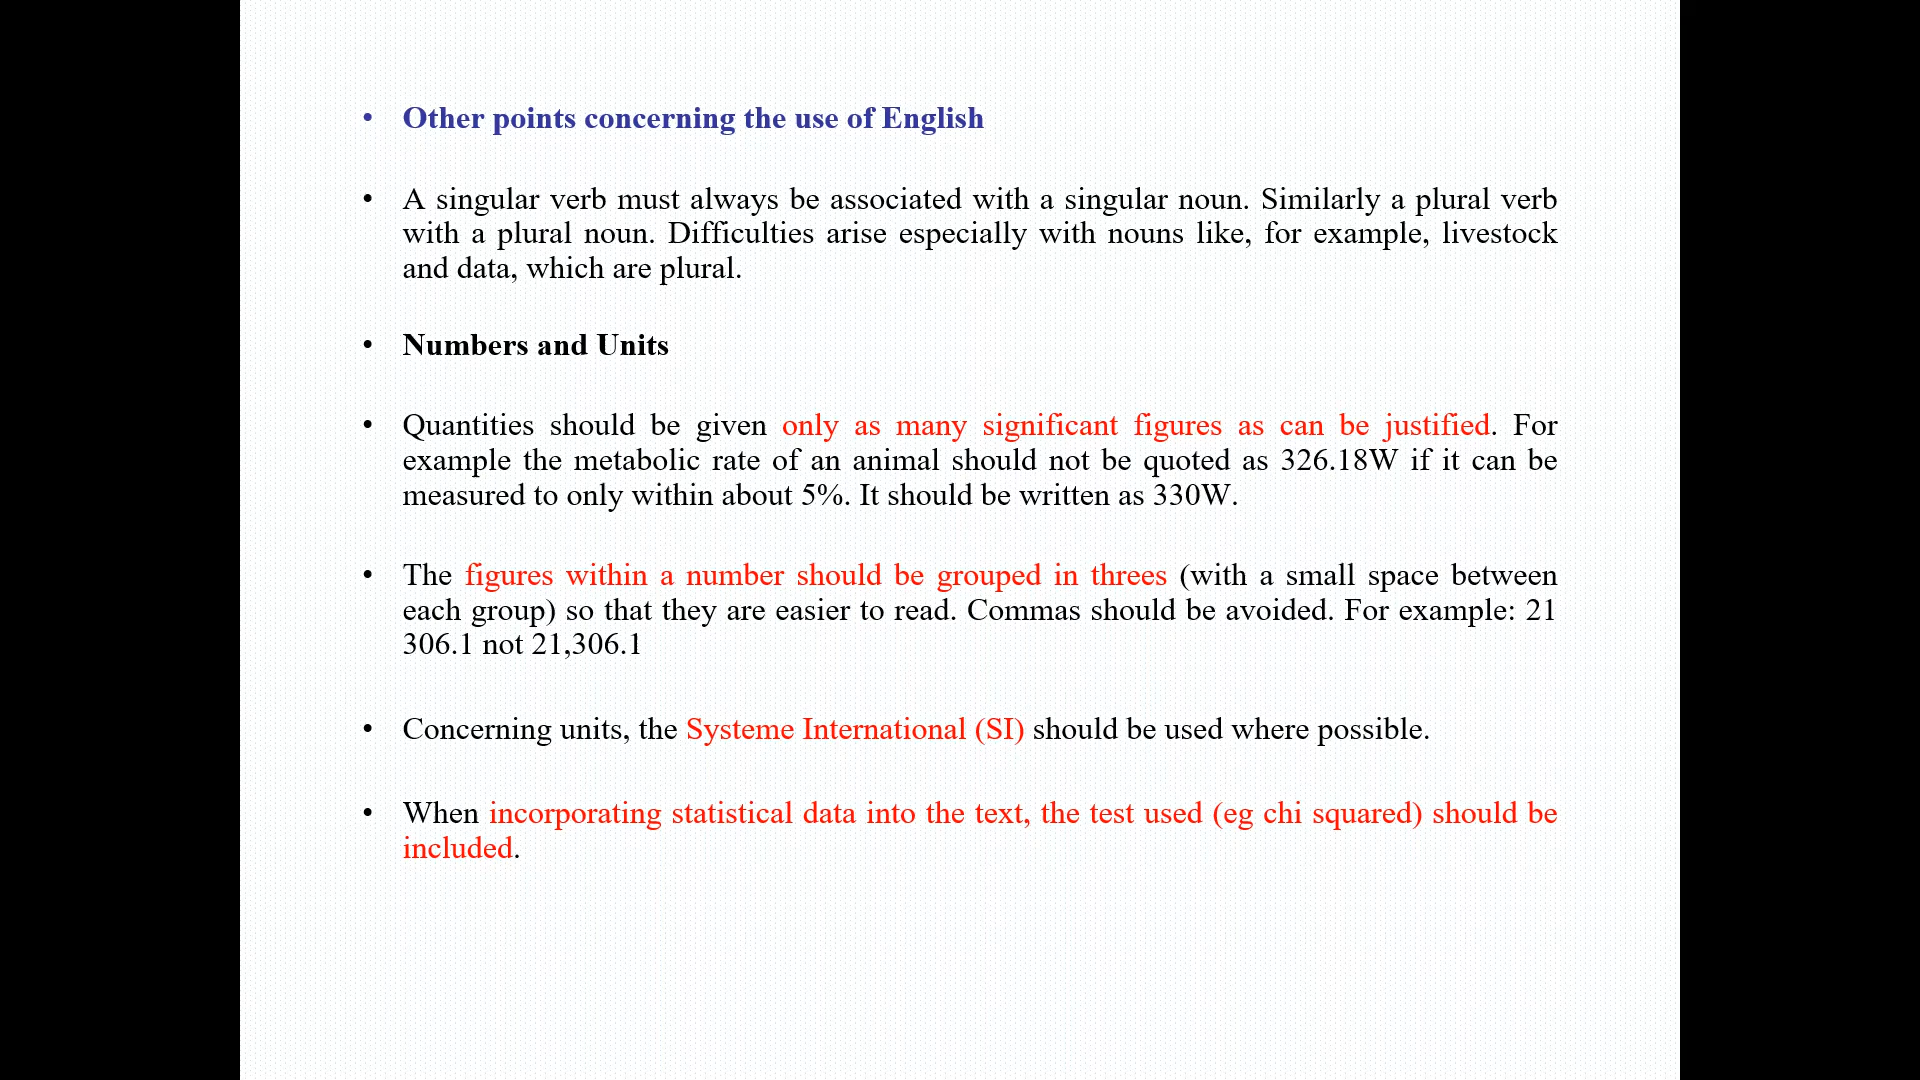 • Other points concerning the use of English
• A singular verb must always be associated with a singular noun. Similarly a plural verb
with a plural noun. Difficulties arise especially with nouns like, for example, livestock
and data, which are plural.
• Numbers and Units
• Quantities should be given only as many significant figures as can be justified. For
example the metabolic rate of an animal should not be quoted as 326.18W if it can be
measured to only within about 5%. It should be written as 330W.
• The figures within a number should be grouped in threes (with a small space between
each group) so that they are easier to read. Commas should be avoided. For example: 21
306.1 not 21,306.1
• Concerning units, the Systeme International (SI) should be used where possible.
• When incorporating statistical data into the text, the test used (eg chi squared) should be
included.